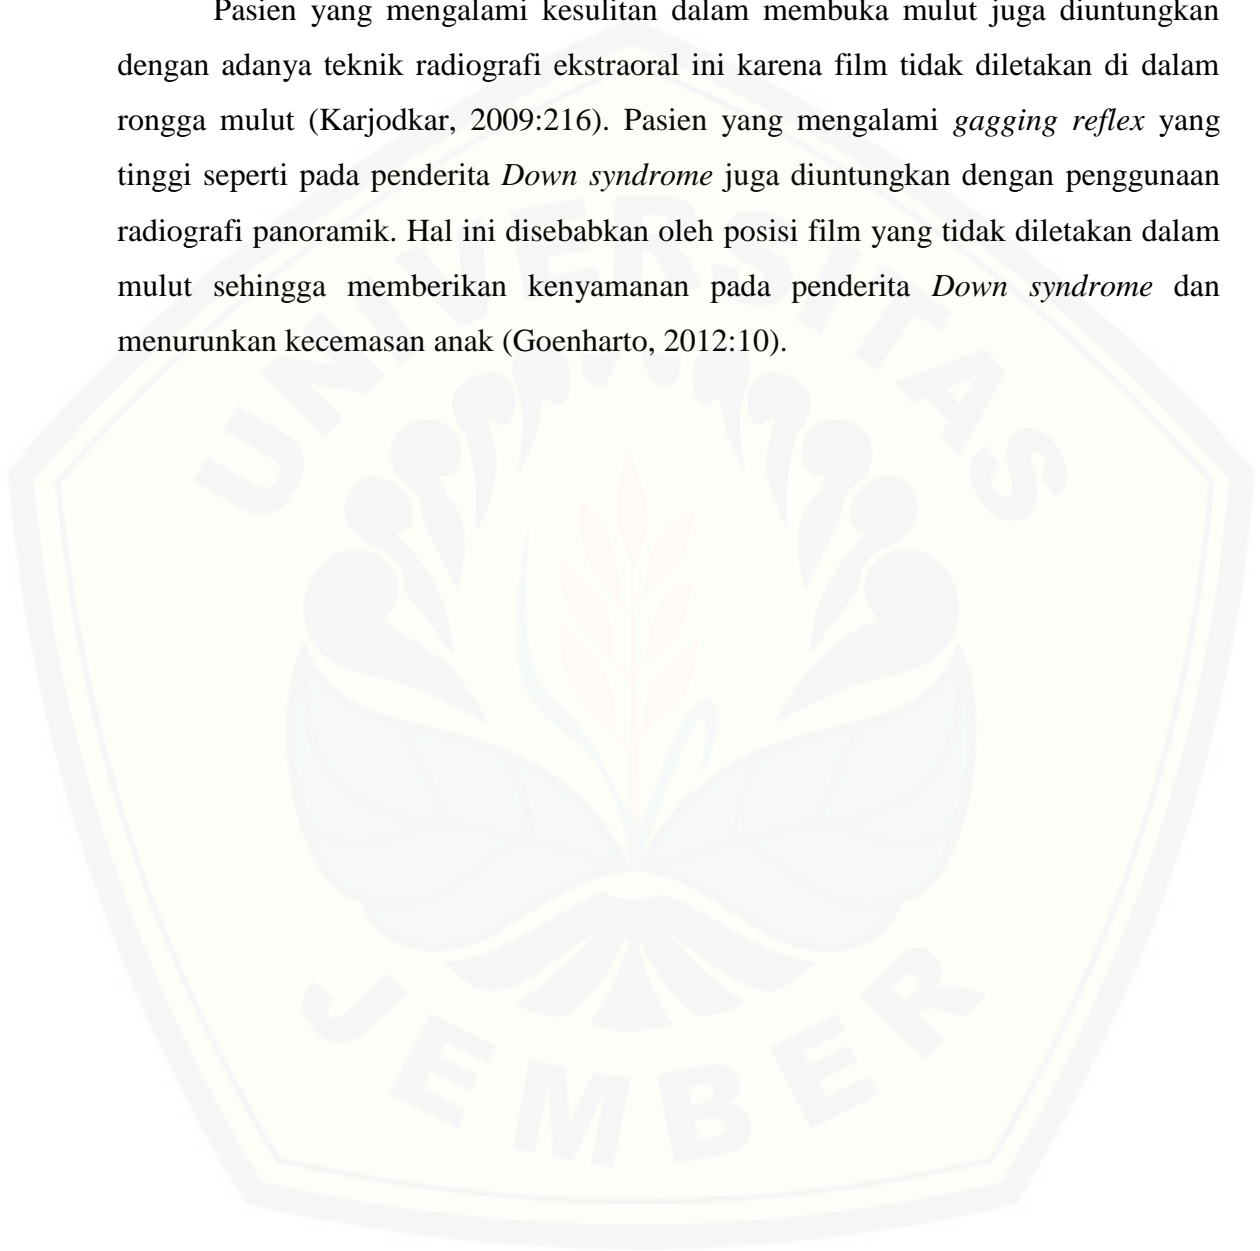 Pasien yang mengalami kesulitan dalam membuka mulut juga diuntungkan
dengan adanya teknik radiografi ekstraoral ini karena film tidak diletakan di dalam
rongga mulut (Karjodkar, 2009:216). Pasien yang mengalami gagging reflex yang
tinggi seperti pada penderita Down syndrome juga diuntungkan dengan penggunaan
radiografi panoramik. Hal ini disebabkan oleh posisi film yang tidak diletakan dalam
mulut sehingga memberikan kenyamanan pada penderita Down syndrome dan
menurunkan kecemasan anak (Goenharto, 2012:10).
UNIVERSITAS
JEMBER